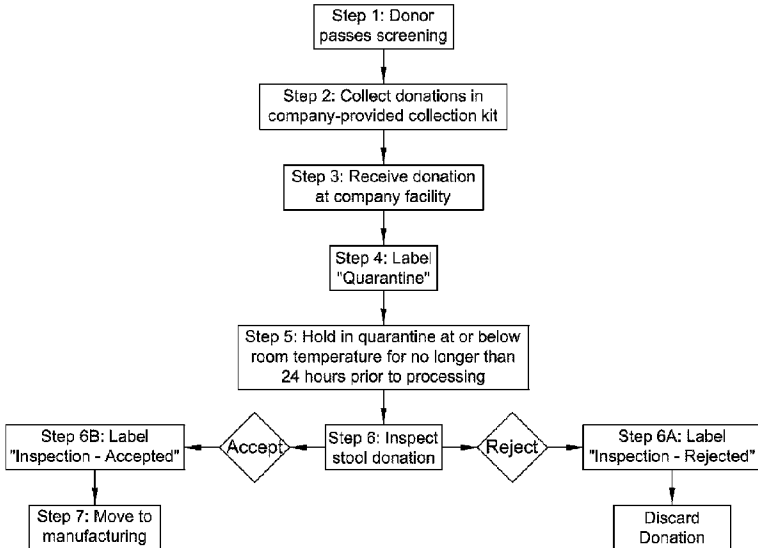 Step 1: Donor
passes screening
Step 2: Collect donations in
company-provided collection kit
Step 3: Receive donation
at company facility
Step 4: Label
"Quarantine"
Step 5: Hold in quarantine at or below
room temperature for no longer than
24 hours prior to processing
Step 6: Inspect
stool donation
Accept
Reject
Step 6B: Label
"Inspection - Accepted"
Step 6A: Label
"Inspection - Rejected"
Step 7: Move to
manufacturing
Discard
Donation